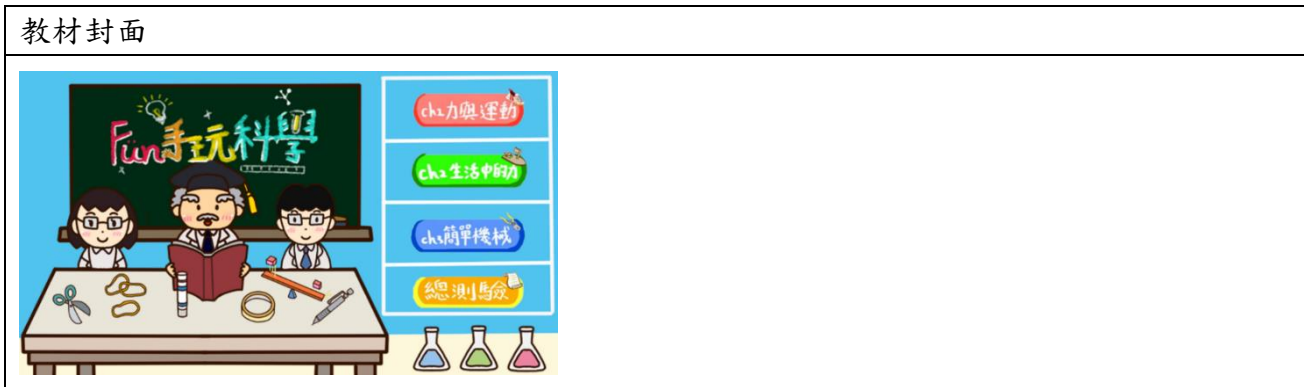 教材封面
Fun手玩科學
ch1力與運動
ch2生活中的力
ch3簡單機械
總測驗